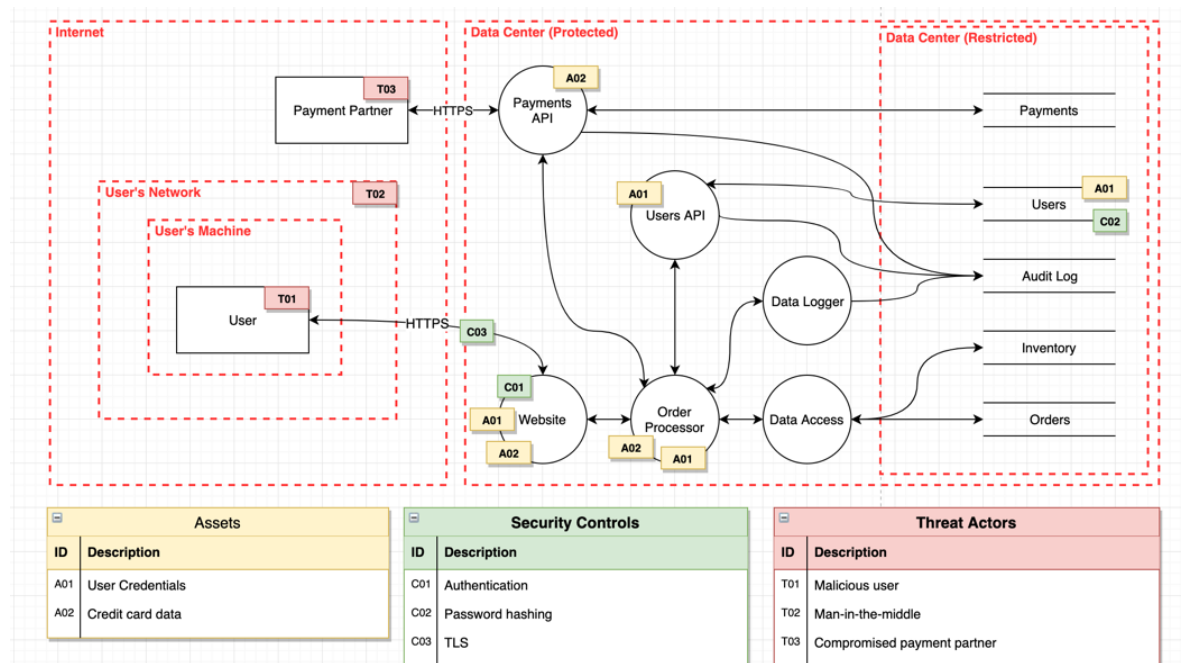 Internet
Data Center (Protected)
Data Center (Restricted)
A02
T03
Payment Partner
HTTPS
Payments
API
Payments
User's Network
T02
A01
Users API
A01
Users
C02
User's Machine
Audit Log
T01
User
Data Logger
HTTPS
C03
Inventory
C01
A01
Website
A02
Order
Processor
A02
A01
Data Access
Orders
Assets
ID Description
A01 User Credentials
A02 Credit card data
Security Controls
ID Description
C01 Authentication
C02 Password hashing
C03 TLS
Threat Actors
ID Description
T01 Malicious user
T02 Man-in-the-middle
T03 Compromised payment partner